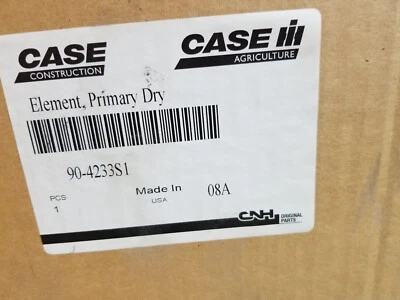 CASE
CONSTRUCTION
CASE IH
AGRICULTURE
Element, Primary Dry
90-4233S1
PCS
1
Made In
USA
08A
CNH ORIGINAL
PARTS